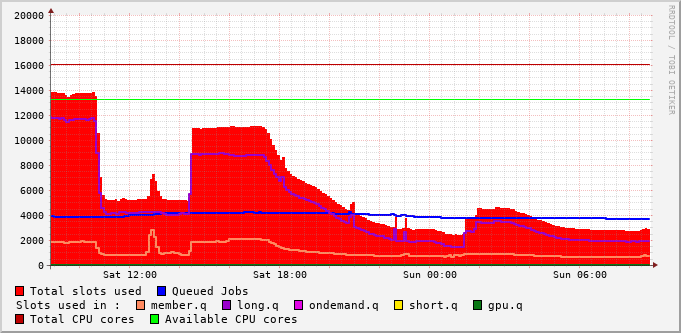 20000
18000
16000
14000
12000
10000
8000
6000
4000
2000
0
Sat 12:00 Sat 18:00 Sun 00:00 Sun 06:00
Total slots used Queued Jobs
Slots used in : member.q long.q ondemand.q short.q gpu.q
Total CPU cores Available CPU cores
RRDTOOL / TOBI OETIKER